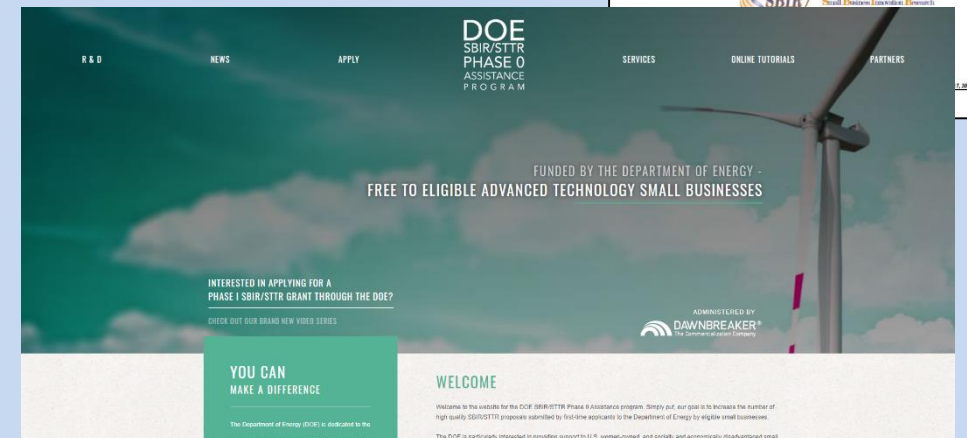 SBIR Small Business Innovation Research
DOE
SBIR/STTR
PHASE 0
ASSISTANCE
PROGRAM
R & D NEWS APPLY SERVICES ONLINE TUTORIALS PARTNERS
FUNDED BY THE DEPARTMENT OF ENERGY -
FREE TO ELIGIBLE ADVANCED TECHNOLOGY SMALL BUSINESSES
INTERESTED IN APPLYING FOR A
PHASE I SBIR/STTR GRANT THROUGH THE DOE?
CHECK OUT OUR BRAND NEW VIDEO SERIES
ADMINISTERED BY
DAWNBREAKER®
The Commercialization Company
YOU CAN
MAKE A DIFFERENCE
The Department of Energy (DOE) is dedicated to the
WELCOME
Welcome to the website for the DOE SBIR/STTR Phase 0 Assistance program. Simply put, our goal is to increase the number of
high quality SBIR/STTR proposals submitted by first-time applicants to the Department of Energy by eligible small businesses.
The DOE is particularly interested in providing support to U.S. women-owned, and socially and economically disadvantaged small